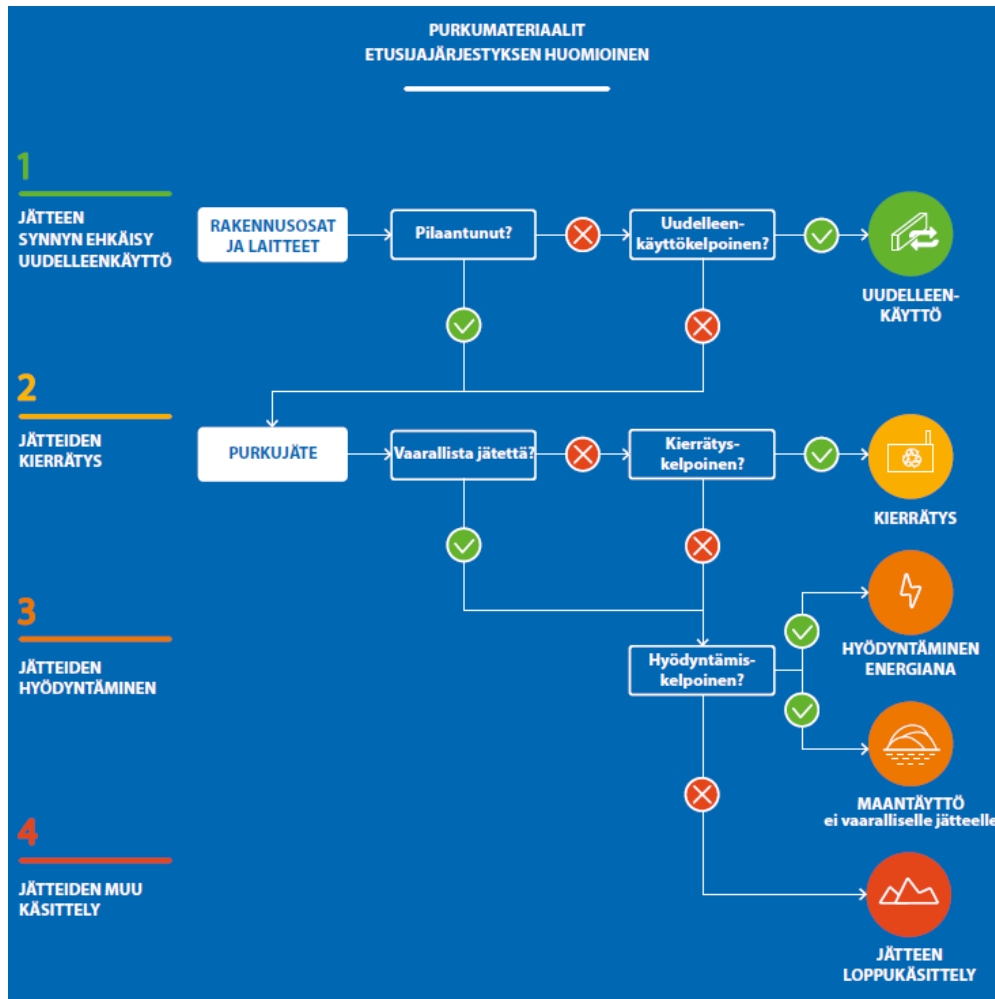 PURKUMATERIAALIT
ETUSIJAJÄRJESTYKSEN HUOMIOINEN
1
JÄTTEEN
SYNNYN EHKÄISY
UUDELLEENKÄYTTÖ
RAKENNUSOSAT
JA LAITTEET
Pilaantunut?
Uudelleen-
käyttökelpoinen?
UUDELLEEN-
KÄYTTÖ
2
JÄTTEIDEN
KIERRÄTYS
PURKUJÄTE
Vaarallista jätettä?
Kierrätys-
kelpoinen?
KIERRÄTYS
3
JÄTTEIDEN
HYÖDYNTÄMINEN
Hyödyntämis-
kelpoinen?
HYÖDYNTÄMINEN
ENERGIANA
MAANTÄYTTÖ
ei vaaralliselle jätteelle
4
JÄTTEIDEN MUU
KÄSITTELY
JÄTTEEN
LOPPUKÄSITTELY